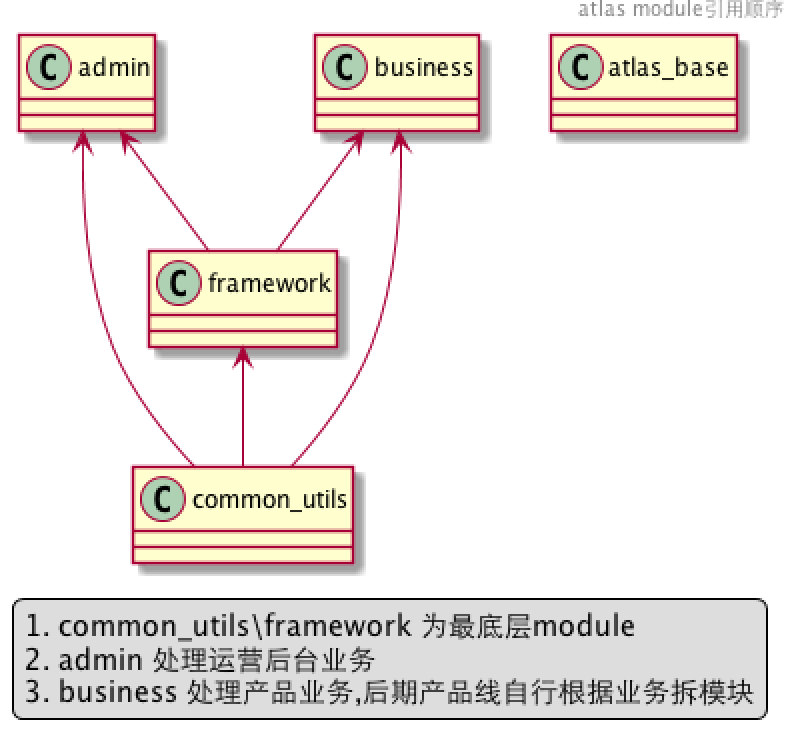 atlas module引用顺序
C admin
C business
C atlas_base
C framework
C common_utils
1. common_utils\framework 为最底层module
2. admin 处理运营后台业务
3. business 处理产品业务,后期产品线自行根据业务拆模块